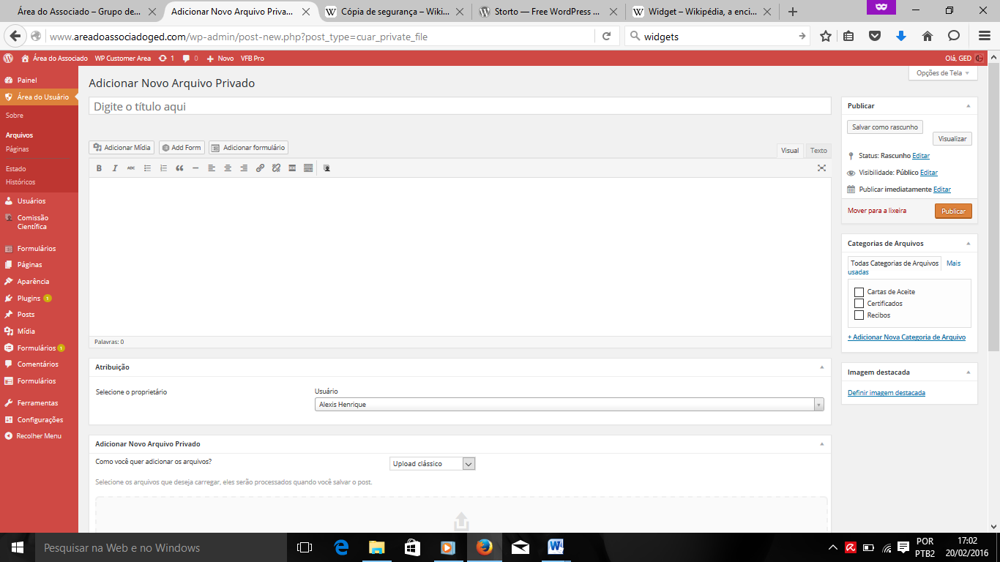 Área do Associado – Grupo de...
Adicionar Novo Arquivo Priva...
Cópia de segurança – Wiki...
Storto — Free WordPress ...
Widget – Wikipédia, a enci...
www.areadoassociadoged.com/wp-admin/post-new.php?post_type=cuar_private_file
widgets
Área do Associado
WP Customer Area
1
0
Novo
VFB Pro
Olá, GED
Painel
Área do Usuário
Sobre
Arquivos
Páginas
Estado
Históricos
Usuários
Comissão
Científica
Formulários
Páginas
Aparência
Plugins 1
Posts
Mídia
Formulários 1
Comentários
Formulários
Ferramentas
Configurações
Recolher Menu
Opções de Tela
Adicionar Novo Arquivo Privado
Digite o título aqui
Adicionar Mídia
Add Form
Adicionar formulário
Visual
Texto
B I ABC
Palavras: 0
Atribuição
Selecione o proprietário
Usuário
Alexis Henrique
Adicionar Novo Arquivo Privado
Como você quer adicionar os arquivos?
Upload clássico
Selecione os arquivos que deseja carregar, eles serão processados quando você salvar o post.
Publicar
Salvar como rascunho
Visualizar
Status: Rascunho Editar
Visibilidade: Público Editar
Publicar imediatamente Editar
Mover para a lixeira
Publicar
Categorias de Arquivos
Todas Categorias de Arquivos
Mais
usadas
Cartas de Aceite
Certificados
Recibos
+ Adicionar Nova Categoria de Arquivo
Imagem destacada
Definir imagem destacada
Pesquisar na Web e no Windows
POR
PTB2
17:02
20/02/2016